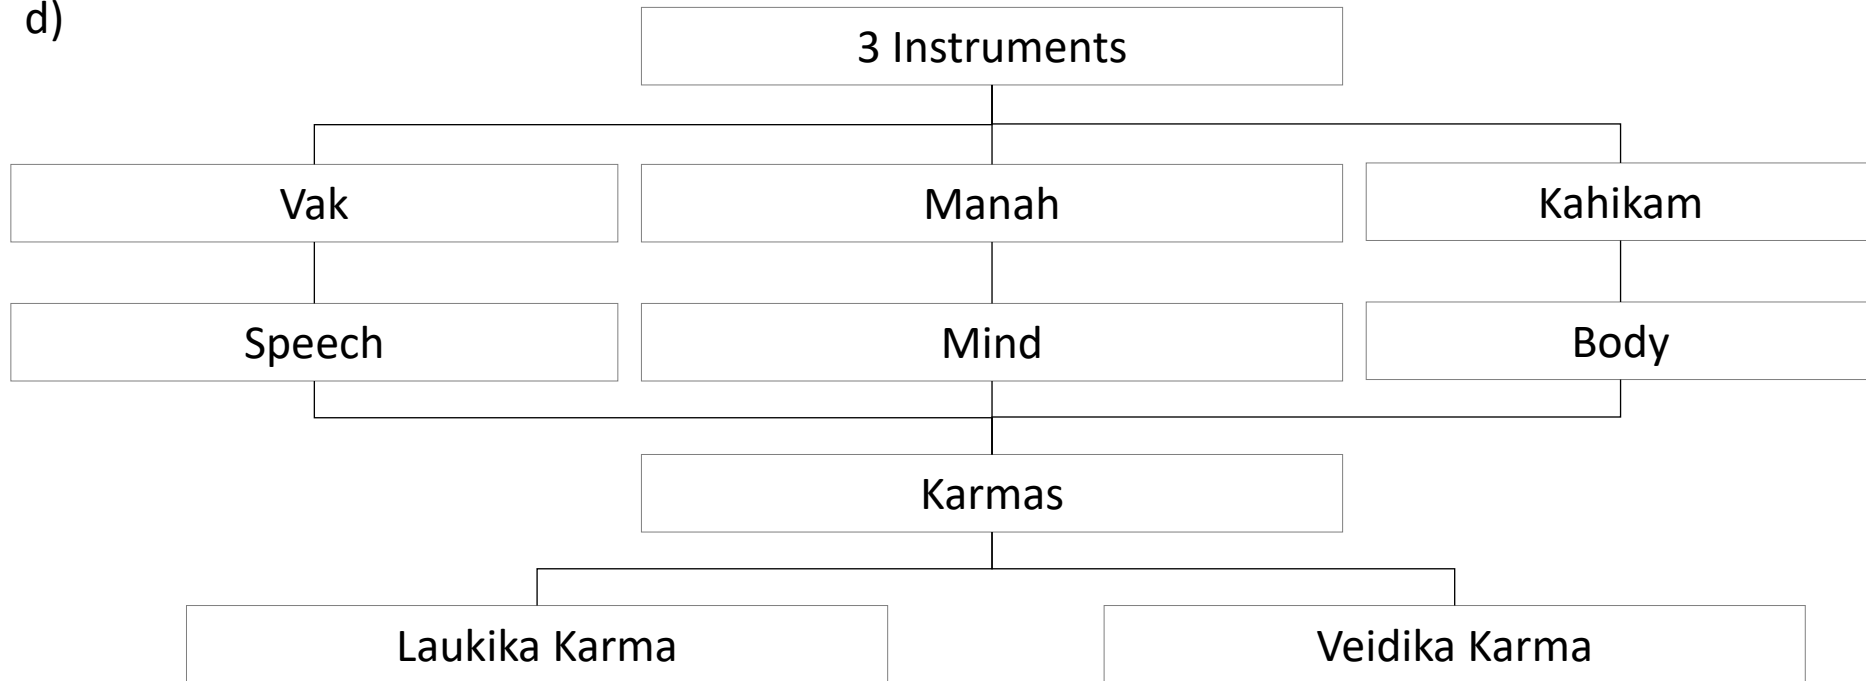 d)
3 Instruments
Vak
Manah
Kahikam
Speech
Mind
Body
Karmas
Laukika Karma
Veidika Karma